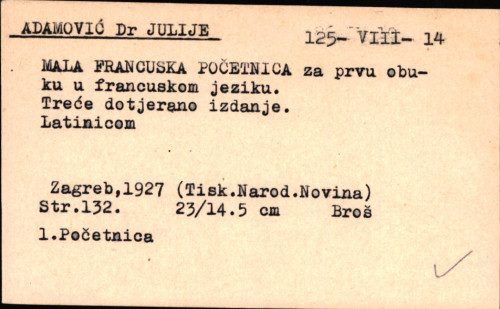 ADAMOVIĆ Dr JULIJE
125- VIII- 14
MALA FRANCUSKA POČETNICA za prvu obu-
ku u francuskom jeziku.
Treće dotjerano izdanje.
Latinicom
Zagreb,1927 (Tisk.Narod.Novina)
Str.132. 23/14.5 cm Broš
1.Početnica